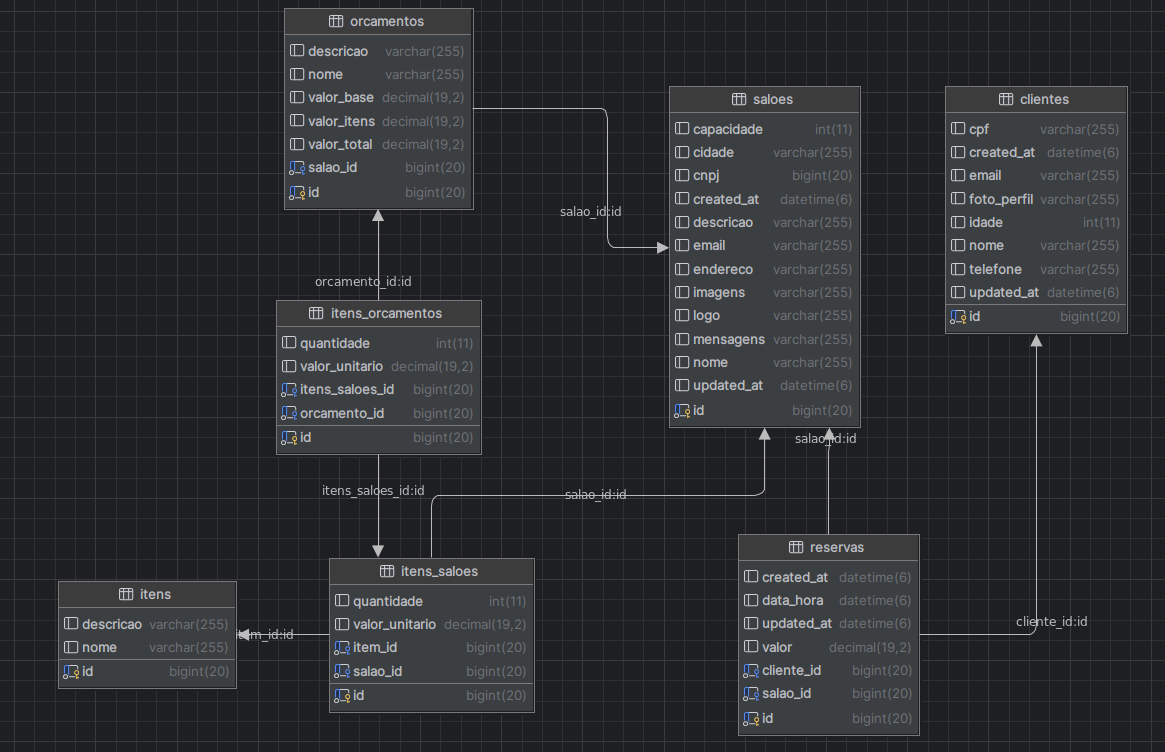 orcamentos
descricao varchar(255)
nome varchar(255)
valor_base decimal(19,2)
valor_itens decimal(19,2)
valor_total decimal(19,2)
salao_id bigint(20)
id bigint(20)
salao_id:id
orcamento_id:id
itens_orcamentos
quantidade int(11)
valor_unitario decimal(19,2)
itens_saloes_id bigint(20)
orcamento_id bigint(20)
id bigint(20)
itens_saloes_id:id
saloes
capacidade int(11)
cidade varchar(255)
cnpj bigint(20)
created_at datetime(6)
descricao varchar(255)
email varchar(255)
endereco varchar(255)
imagens varchar(255)
logo varchar(255)
mensagens varchar(255)
nome varchar(255)
updated_at datetime(6)
id bigint(20)
salao_id:id
salao_id:id
clientes
cpf varchar(255)
created_at datetime(6)
email varchar(255)
foto_perfil varchar(255)
idade int(11)
nome varchar(255)
telefone varchar(255)
updated_at datetime(6)
id bigint(20)
itens
descricao varchar(255)
nome varchar(255)
id bigint(20)
item_id:id
itens_saloes
quantidade int(11)
valor_unitario decimal(19,2)
item_id bigint(20)
salao_id bigint(20)
id bigint(20)
reservas
created_at datetime(6)
data_hora datetime(6)
updated_at datetime(6)
valor decimal(19,2)
cliente_id bigint(20)
salao_id bigint(20)
id bigint(20)
cliente_id:id